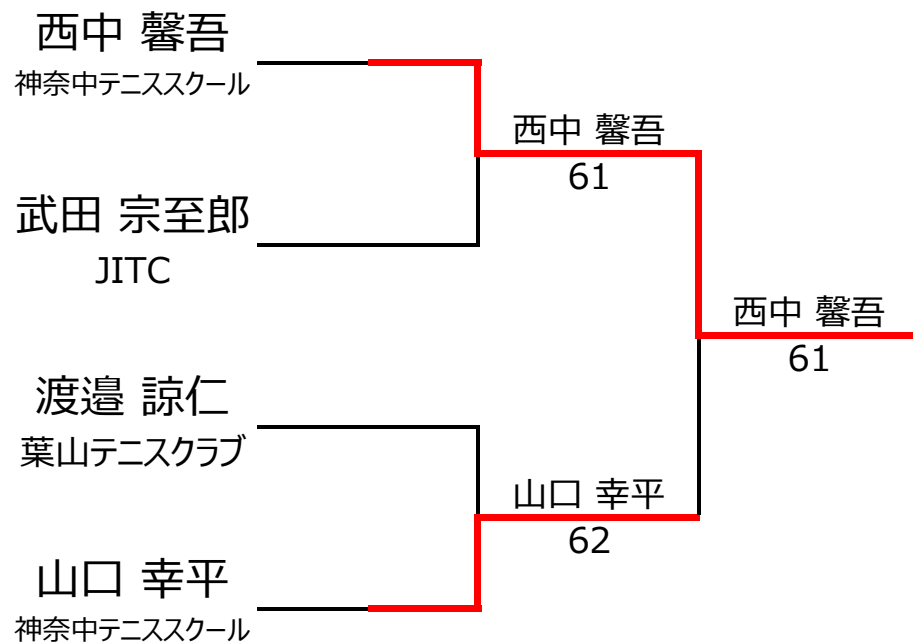 西中 馨吾
神奈中テニススクール
西中 馨吾
61
武田 宗至郎
JITC
西中 馨吾
61
渡邉 諒仁
葉山テニスクラブ
山口 幸平
62
山口 幸平
神奈中テニススクール